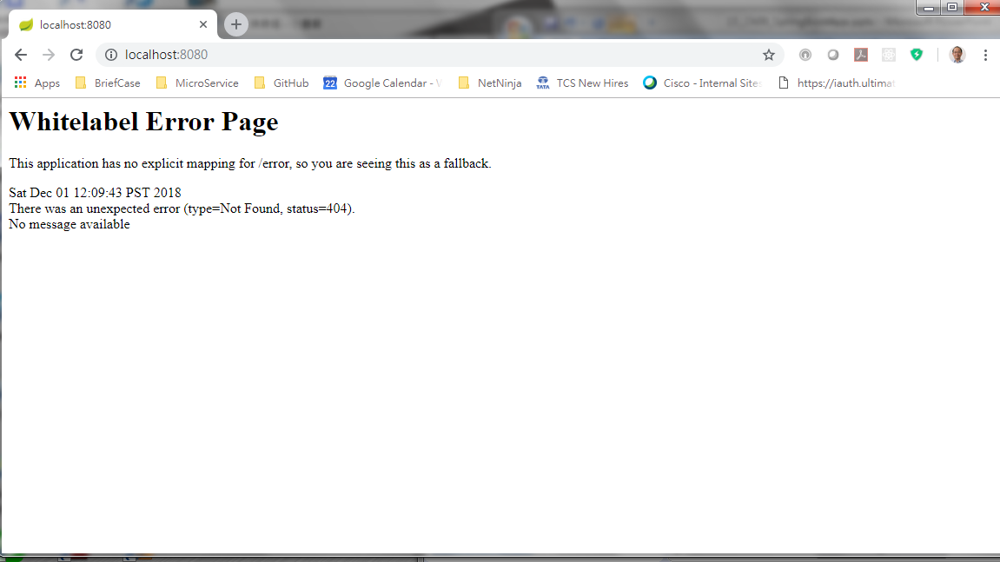 localhost:8080
localhost:8080
Apps BriefCase MicroService GitHub 22 Google Calendar - NetNinja TATA TCS New Hires Cisco - Internal Sites https://iauth.ultimat
Whitelabel Error Page
This application has no explicit mapping for /error, so you are seeing this as a fallback.
Sat Dec 01 12:09:43 PST 2018
There was an unexpected error (type=Not Found, status=404).
No message available